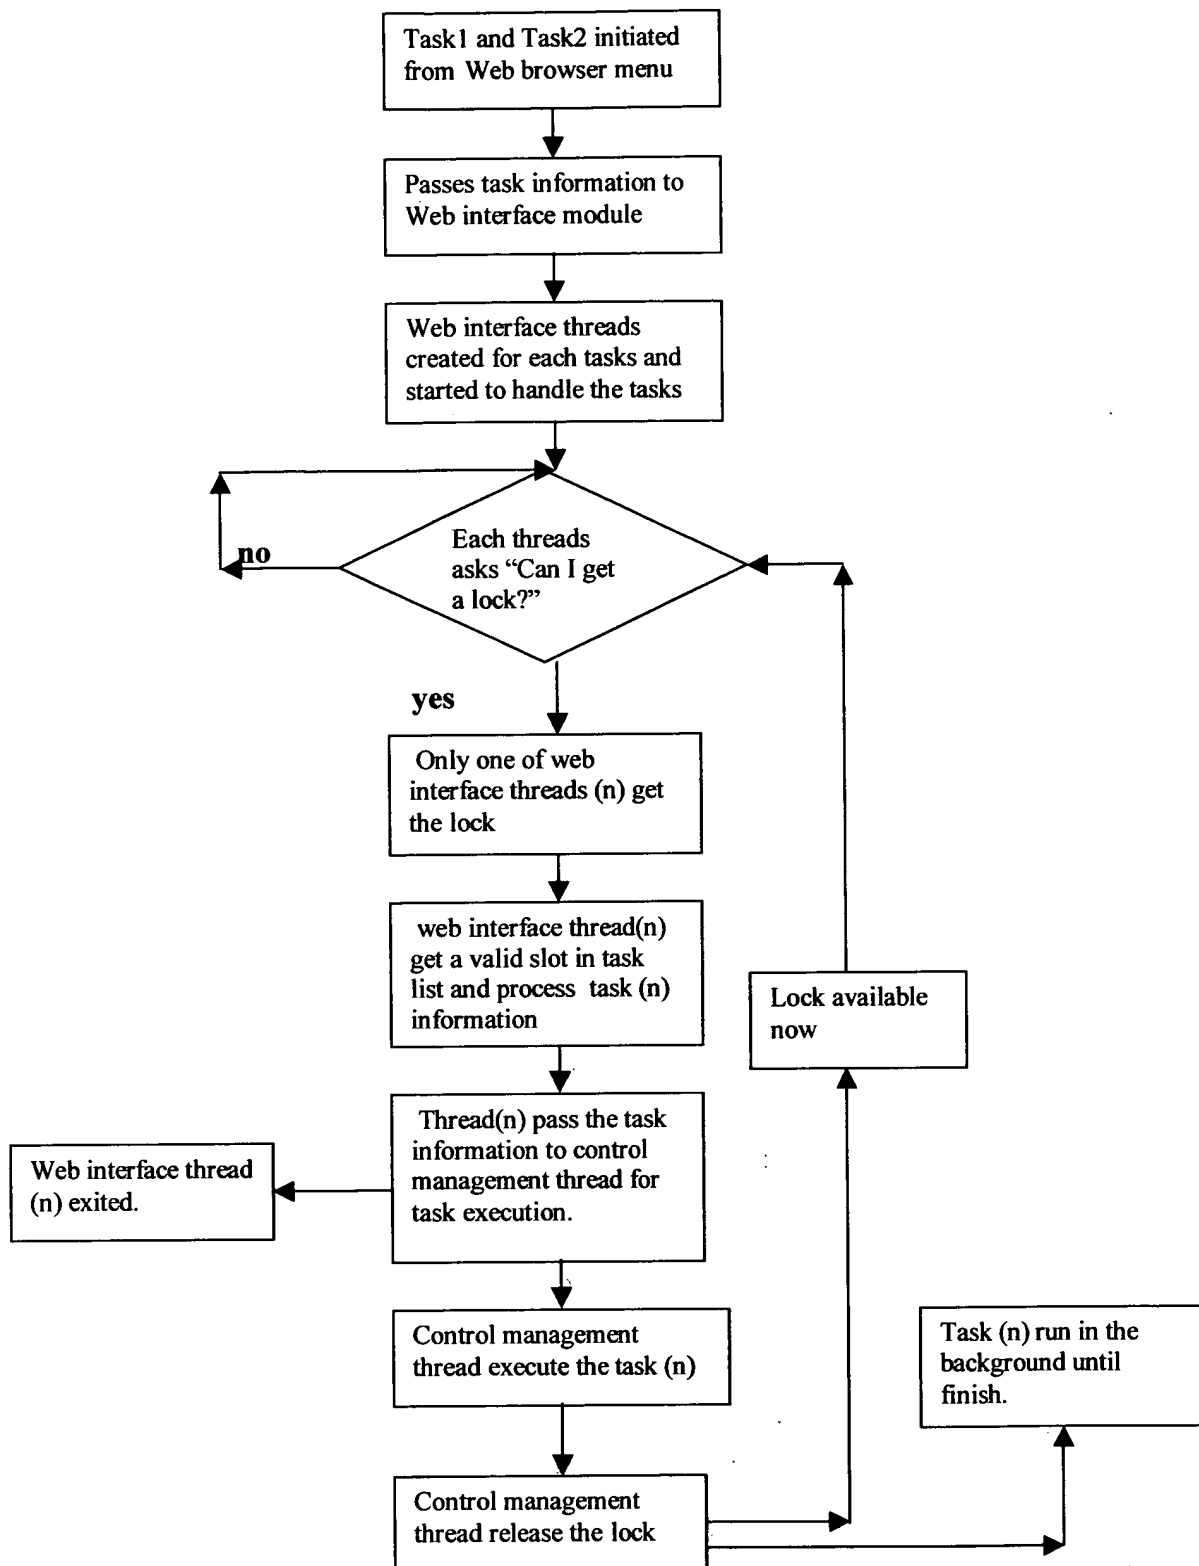 Task1 and Task2 initiated
from Web browser menu
Passes task information to
Web interface module
Web interface threads
created for each tasks and
started to handle the tasks
no
Each threads
asks “Can I get
a lock?”
yes
Only one of web
interface threads (n) get
the lock
web interface thread(n)
get a valid slot in task
list and process task (n)
information
Lock available
now
Thread(n) pass the task
information to control
management thread for
task execution.
Web interface thread
(n) exited.
Control management
thread execute the task (n)
Task (n) run in the
background until
finish.
Control management
thread release the lock